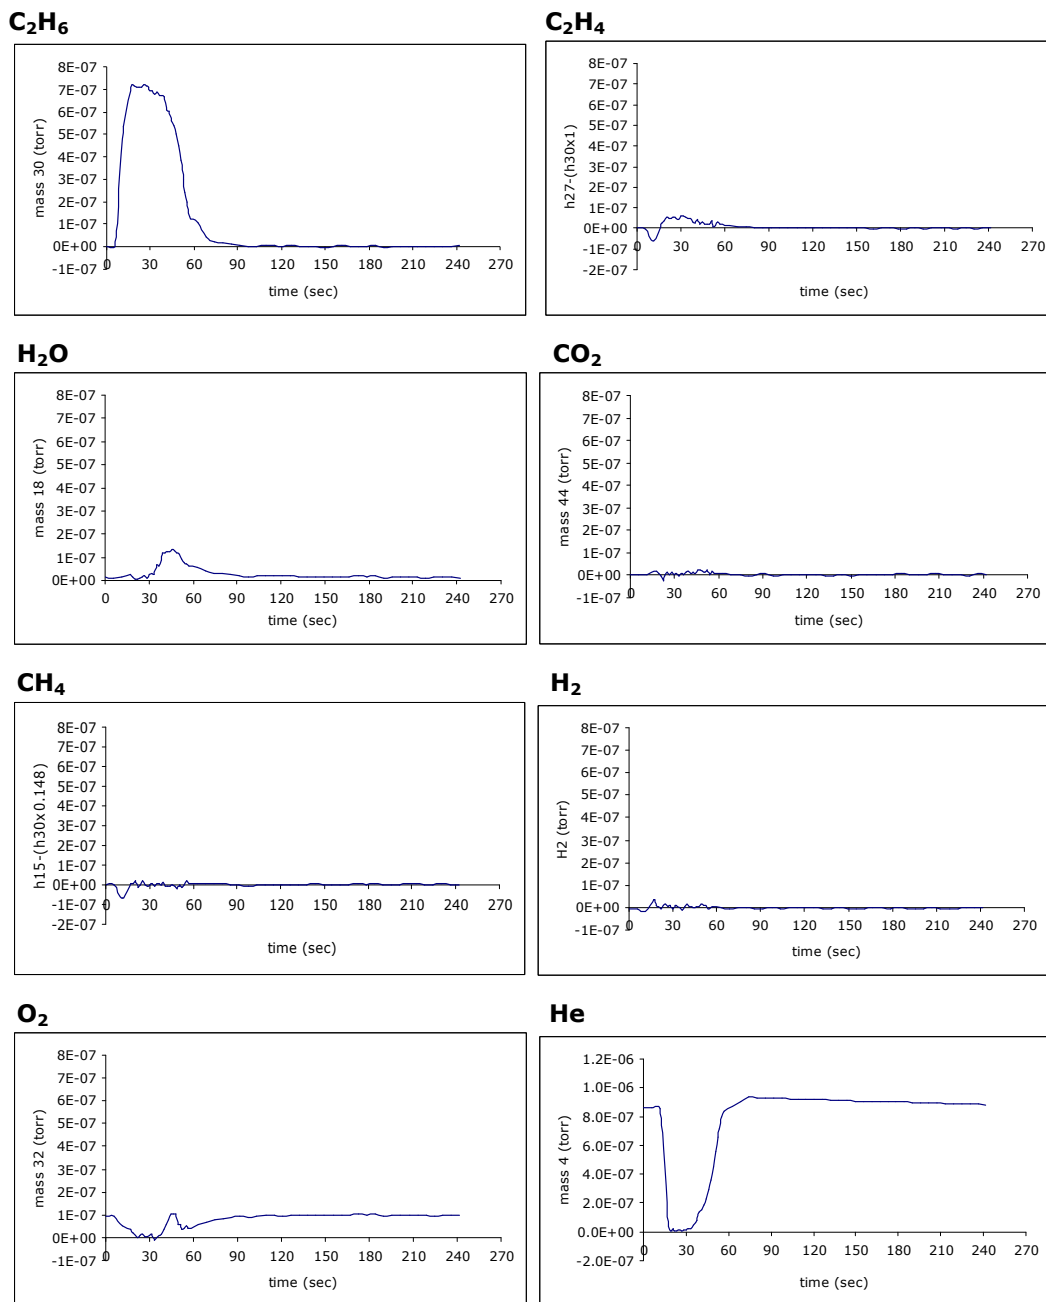 C₂H₆
8E-07
7E-07
6E-07
5E-07
4E-07
3E-07
2E-07
1E-07
0E+00
-1E-07
0 30 60 90 120 150 180 210 240 270
mass 30 (torr)
time (sec)
C₂H₄
8E-07
7E-07
6E-07
5E-07
4E-07
3E-07
2E-07
1E-07
0E+00
-1E-07
-2E-07
0 30 60 90 120 150 180 210 240 270
h27-(h30x1)
time (sec)
H₂O
8E-07
7E-07
6E-07
5E-07
4E-07
3E-07
2E-07
1E-07
0E+00
0 30 60 90 120 150 180 210 240 270
mass 18 (torr)
time (sec)
CO₂
8E-07
7E-07
6E-07
5E-07
4E-07
3E-07
2E-07
1E-07
0E+00
-1E-07
0 30 60 90 120 150 180 210 240 270
mass 44 (torr)
time (sec)
CH₄
8E-07
7E-07
6E-07
5E-07
4E-07
3E-07
2E-07
1E-07
0E+00
-1E-07
-2E-07
0 30 60 90 120 150 180 210 240 270
h15-(h30x0.148)
time (sec)
H₂
8E-07
7E-07
6E-07
5E-07
4E-07
3E-07
2E-07
1E-07
0E+00
-1E-07
0 30 60 90 120 150 180 210 240 270
H2 (torr)
time (sec)
O₂
8E-07
7E-07
6E-07
5E-07
4E-07
3E-07
2E-07
1E-07
0E+00
-1E-07
0 30 60 90 120 150 180 210 240 270
mass 32 (torr)
time (sec)
He
1.2E-06
1.0E-06
8.0E-07
6.0E-07
4.0E-07
2.0E-07
0.0E+00
-2.0E-07
0 30 60 90 120 150 180 210 240 270
mass 4 (torr)
time (sec)